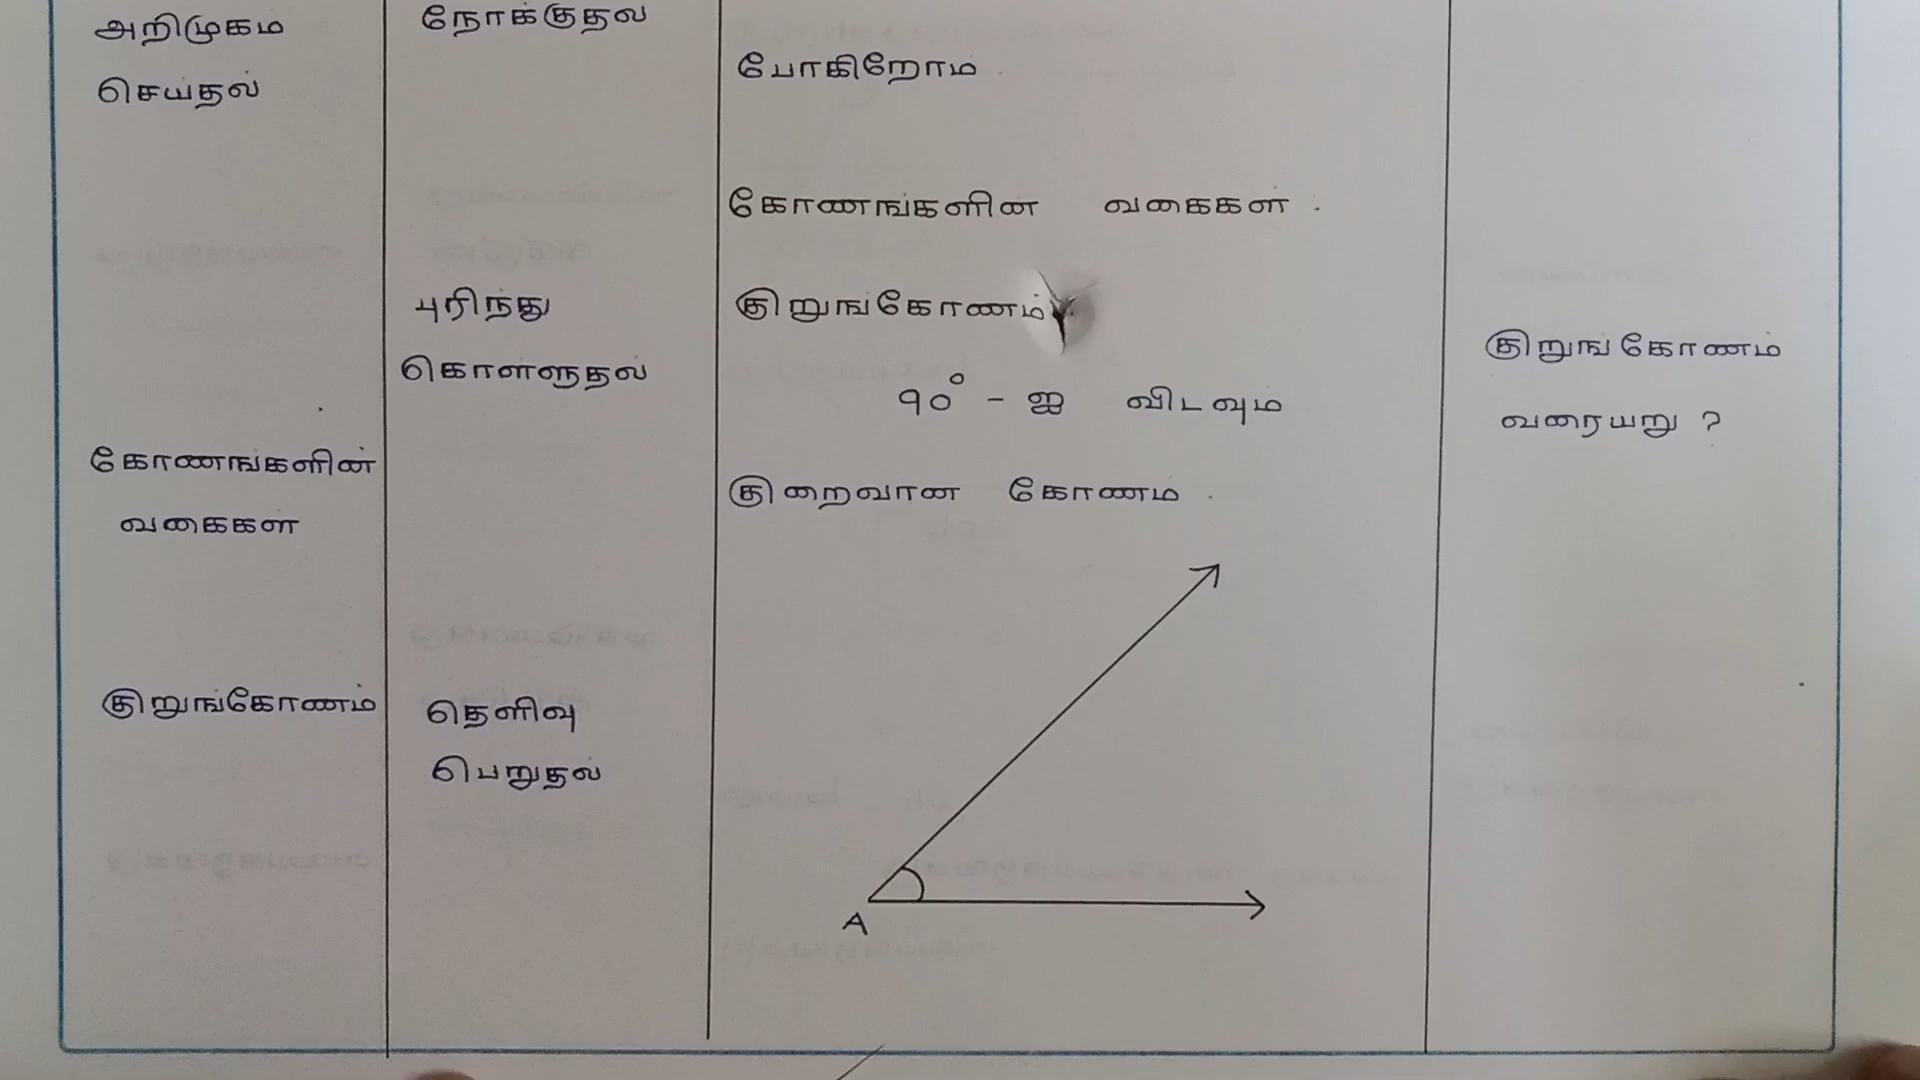 அறிமுகம்
செய்தல்
கோணங்களின்
வகைகள்
குறுங்கோணம்
நோக்குதல்
புரிந்து
கொள்ளுதல்
தெளிவு
பெறுதல்
போகிறோம்
கோணங்களின் வகைகள் .
குறுங்கோணம்
90° - ஐ விடவும்
குறைவான கோணம் .
A
குறுங்கோணம்
வரையறு ?